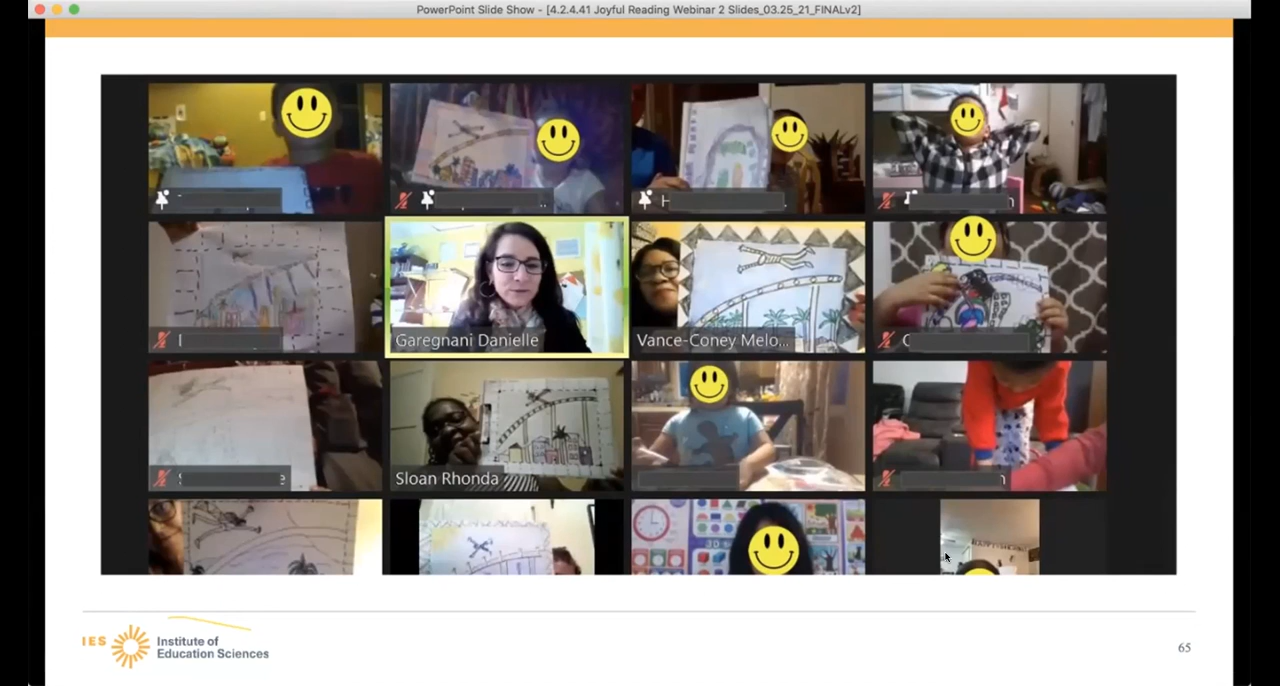 PowerPoint Slide Show - [4.2.4.41 Joyful Reading Webinar 2 Slides_03.25_21_FINALv2]
Garegnani Danielle
Vance-Coney Melo...
Sloan Rhonda
IES
Institute of
Education Sciences
65